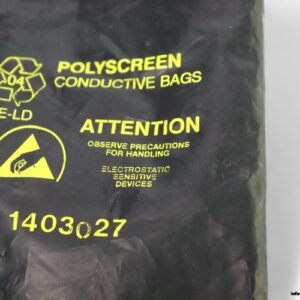 POLYSCREEN
CONDUCTIVE BAGS
04
E-LD
ATTENTION
OBSERVE PRECAUTIONS
FOR HANDLING
ELECTROSTATIC
SENSITIVE
DEVICES
1403027